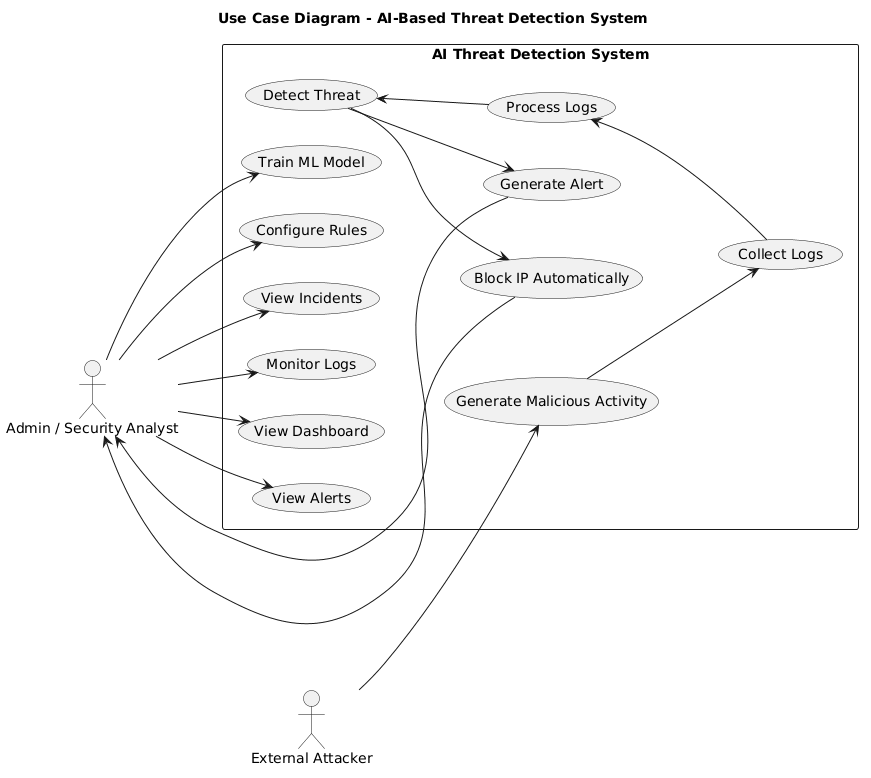 Use Case Diagram - AI-Based Threat Detection System
AI Threat Detection System
Detect Threat
Process Logs
Train ML Model
Generate Alert
Configure Rules
Collect Logs
Block IP Automatically
View Incidents
Monitor Logs
Generate Malicious Activity
Admin / Security Analyst
View Dashboard
View Alerts
External Attacker